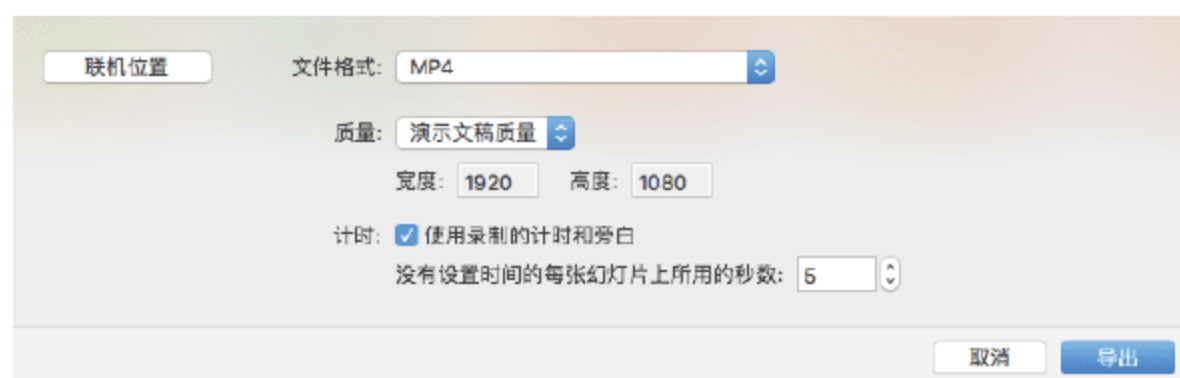 联机位置 文件格式: MP4
质量: 演示文稿质量
宽度: 1920 高度: 1080
计时: 使用录制的计时和旁白
没有设置时间的每张幻灯片上所用的秒数: 5
取消 导出